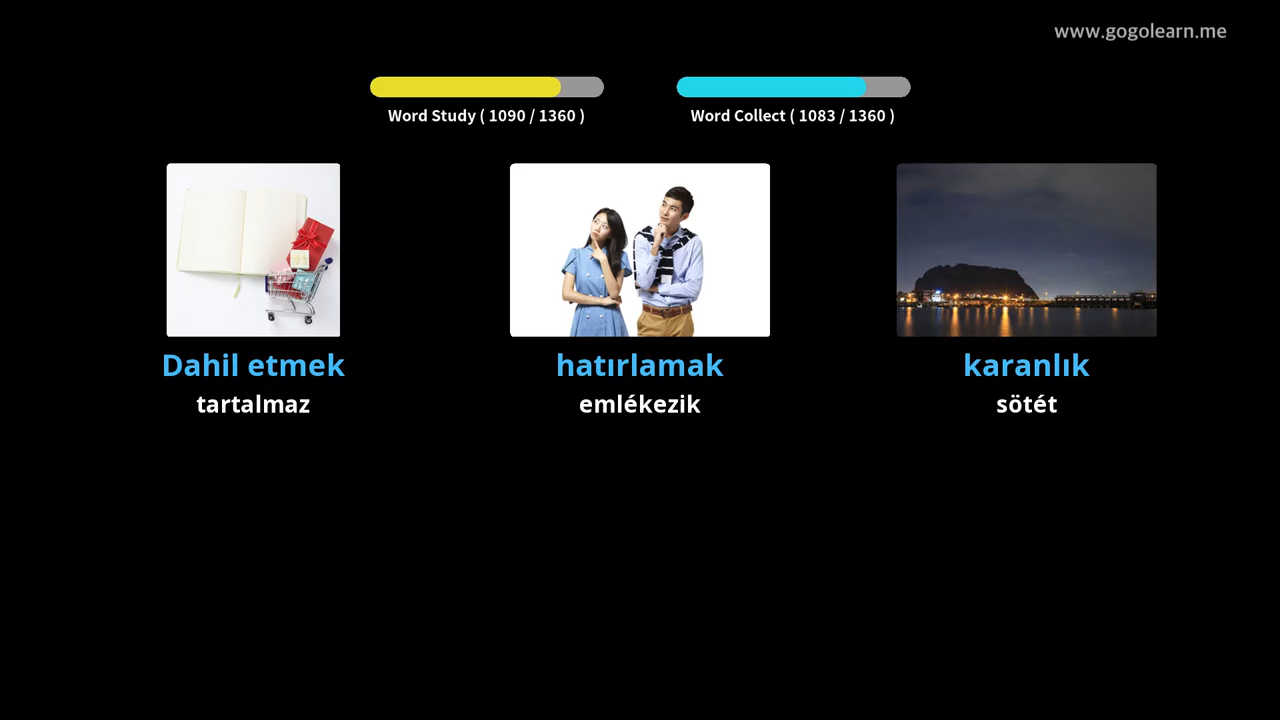 www.gogolearn.me
Word Study ( 1090 / 1360 )
Word Collect ( 1083 / 1360 )
Dahil etmek
tartalmaz
hatırlamak
emlékezik
karanlık
sötét